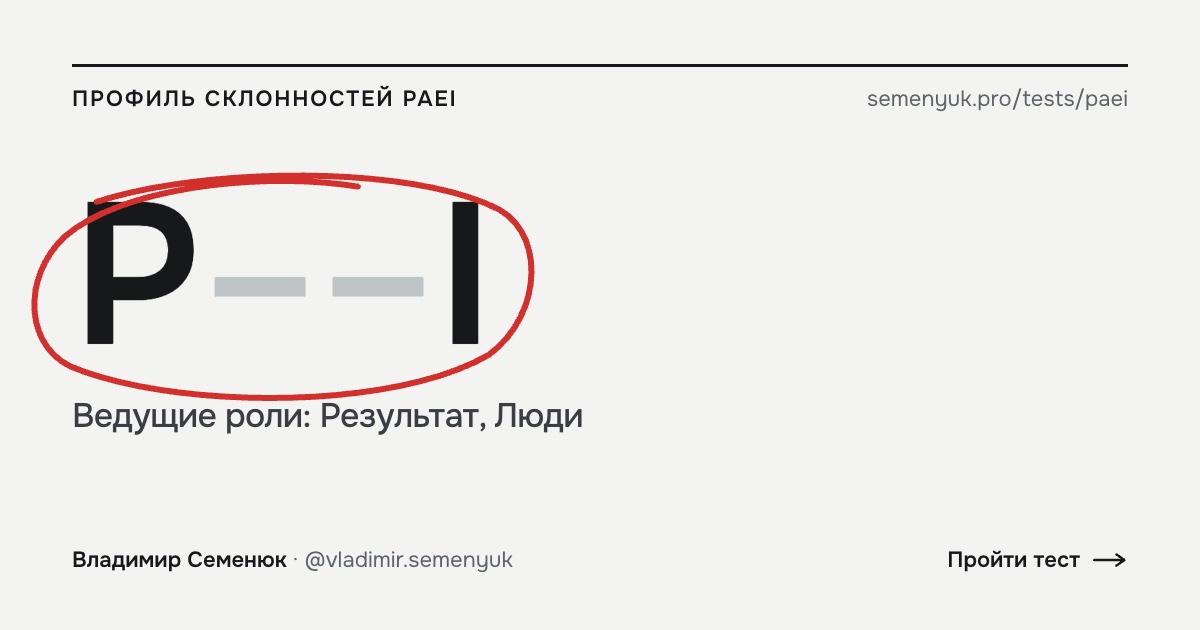 ПРОФИЛЬ СКЛОННОСТЕЙ PAEI
semenyuk.pro/tests/paei
P – – I
Ведущие роли: Результат, Люди
Владимир Семенюк · @vladimir.semenyuk
Пройти тест →